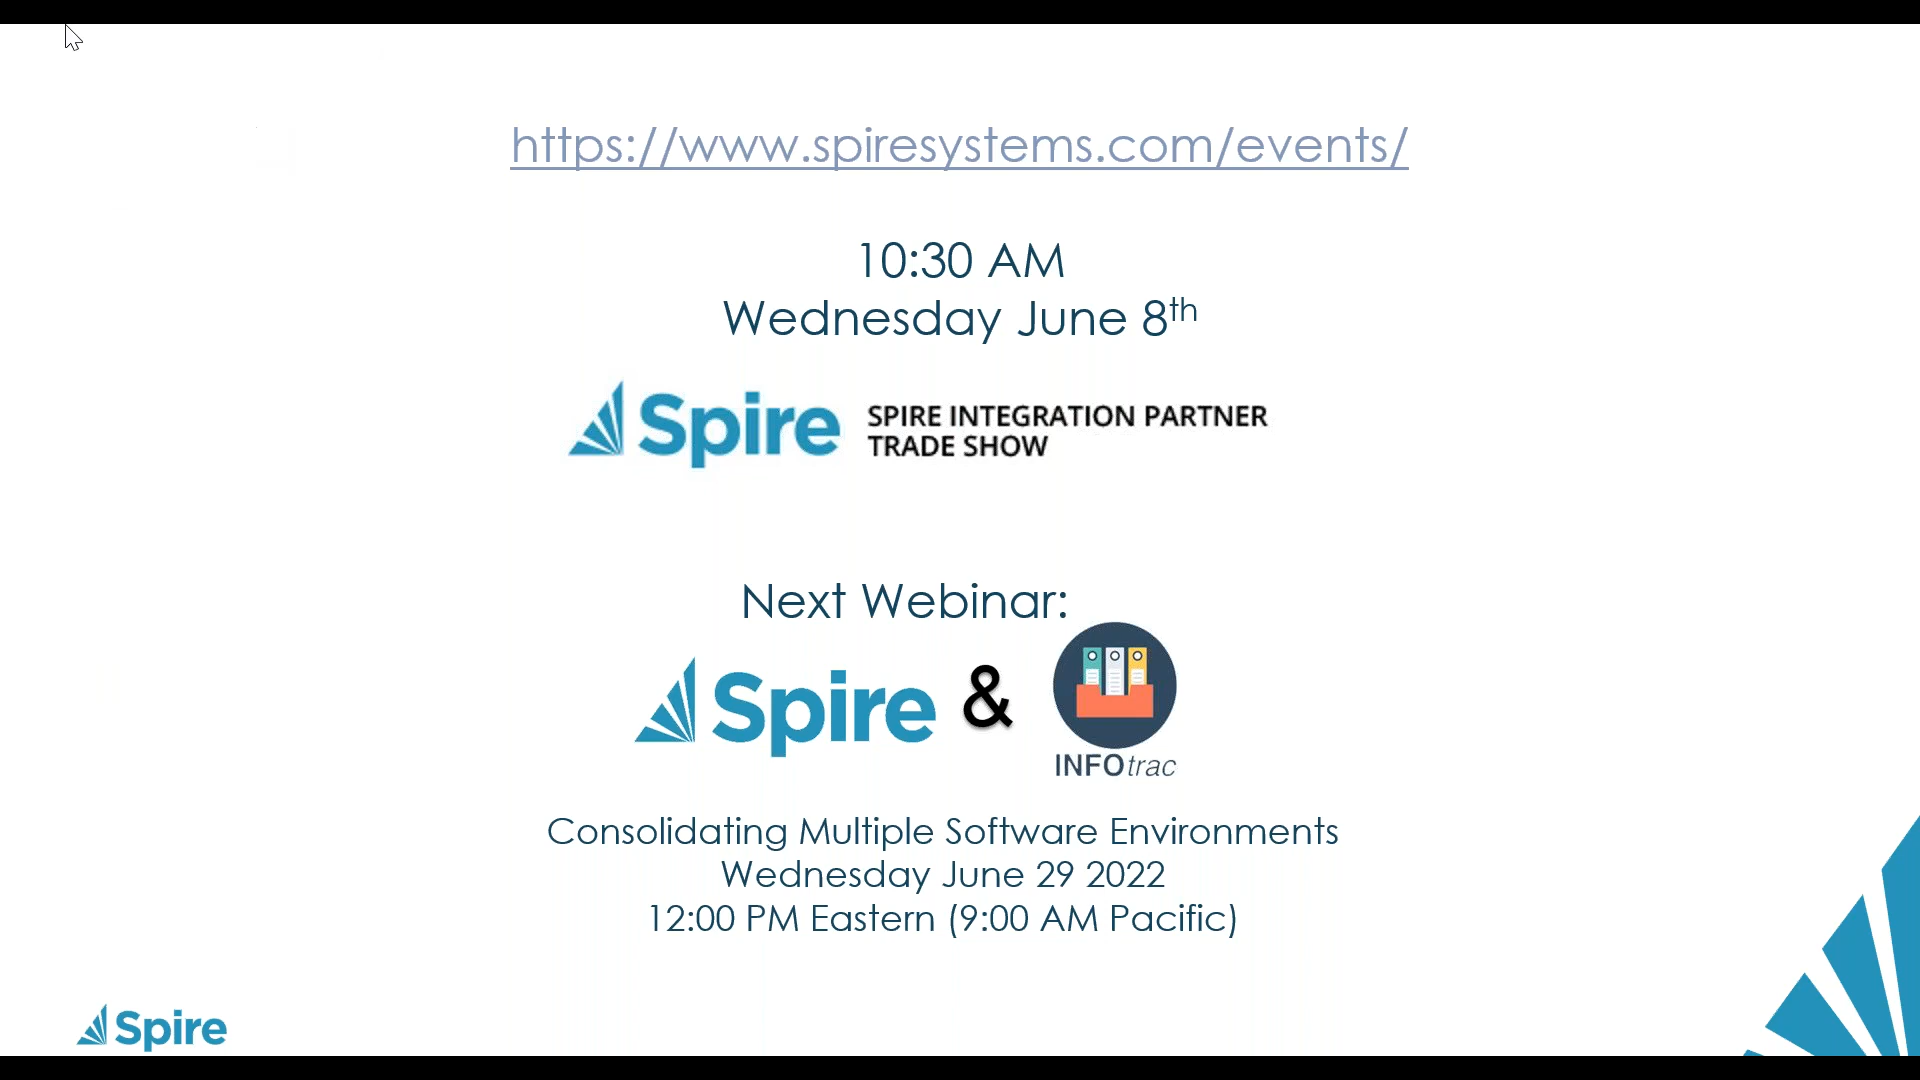 https://www.spiresystems.com/events/
10:30 AM
Wednesday June 8th
Spire
SPIRE INTEGRATION PARTNER
TRADE SHOW
Next Webinar:
Spire & INFOtrac
Consolidating Multiple Software Environments
Wednesday June 29 2022
12:00 PM Eastern (9:00 AM Pacific)
Spire